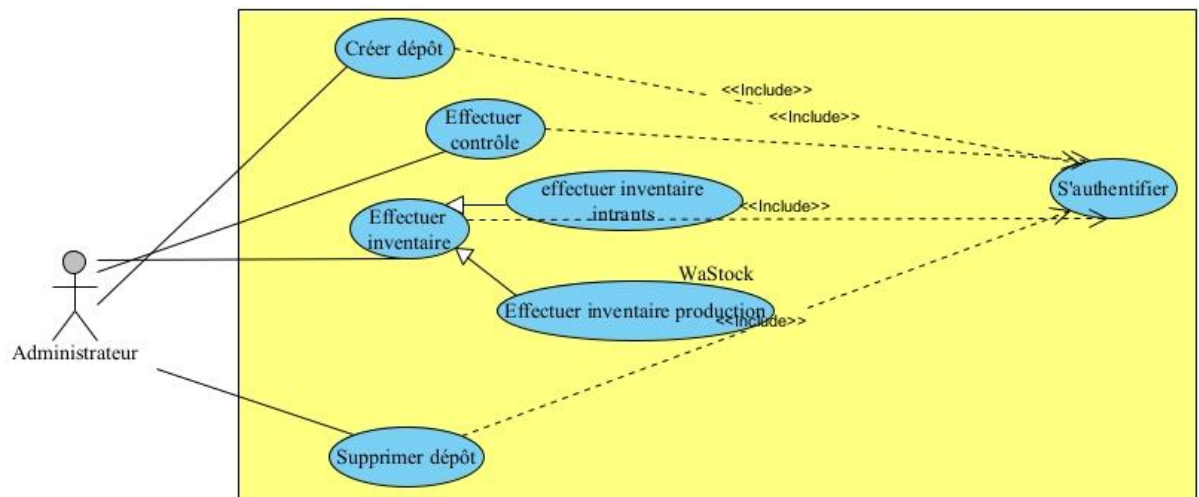 Créer dépôt
<<Include>>
Effectuer
contrôle
<<Include>>
effectuer inventaire
intrants
S'authentifier
Effectuer
inventaire
<<Include>>
WaStock
Effectuer inventaire production
<<Include>>
Administrateur
Supprimer dépôt